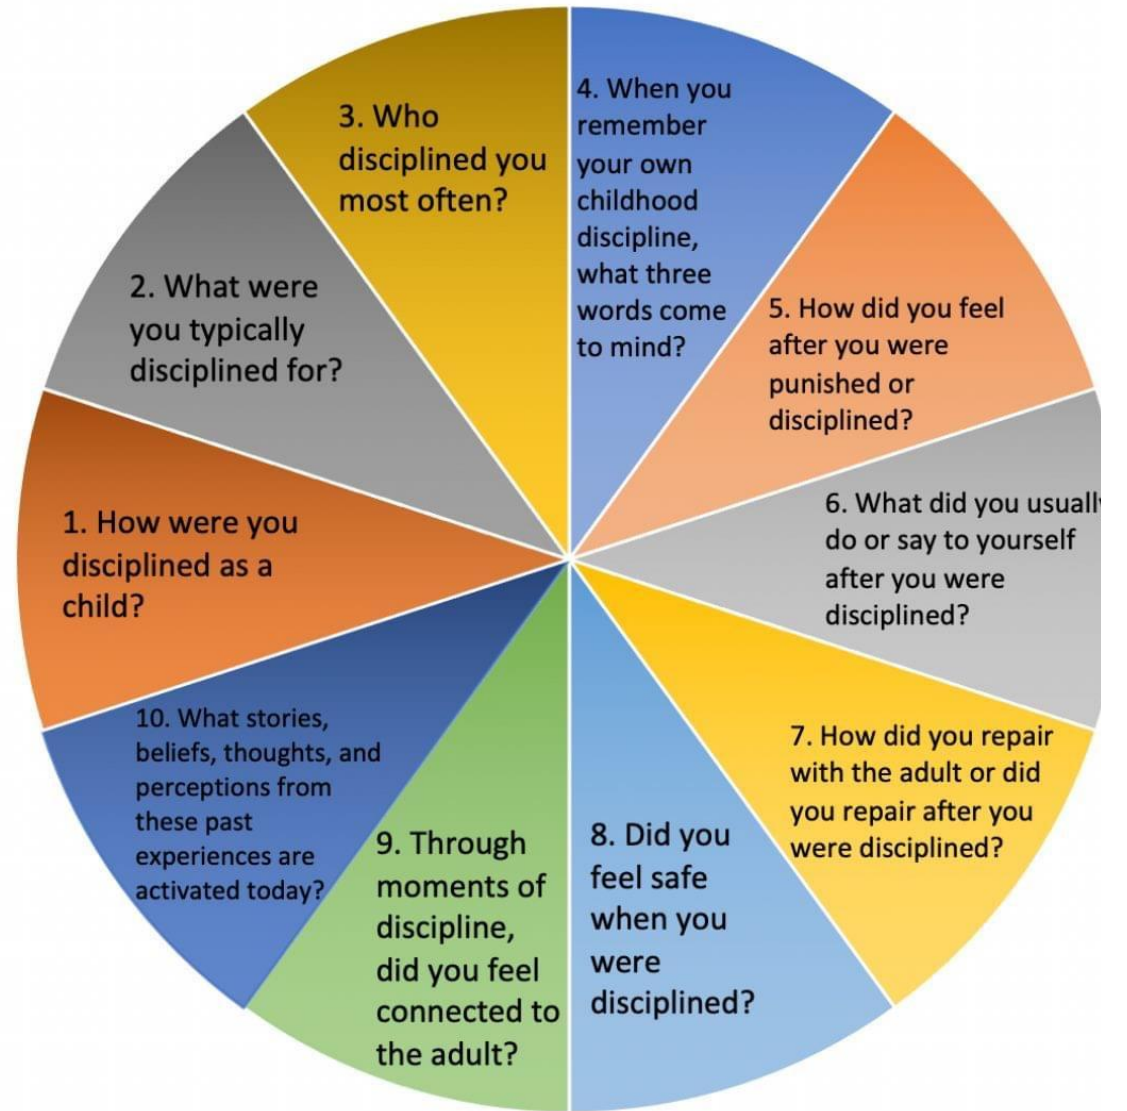 1. How were you
disciplined as a
child?
2. What were
you typically
disciplined for?
3. Who
disciplined you
most often?
4. When you
remember
your own
childhood
discipline,
what three
words come
to mind?
5. How did you feel
after you were
punished or
disciplined?
6. What did you usuall
do or say to yourself
after you were
disciplined?
7. How did you repair
with the adult or did
you repair after you
were disciplined?
8. Did you
feel safe
when you
were
disciplined?
9. Through
moments of
discipline,
did you feel
connected to
the adult?
10. What stories,
beliefs, thoughts, and
perceptions from
these past
experiences are
activated today?